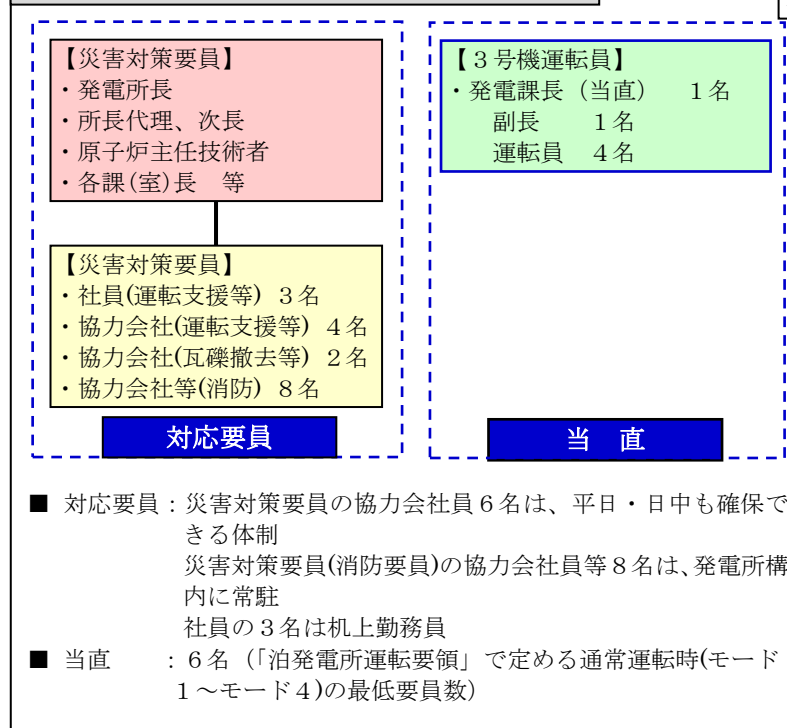 【災害対策要員】
・発電所長
・所長代理、次長
・原子炉主任技術者
・各課(室)長　等
【災害対策要員】
・社員(運転支援等) ３名
・協力会社(運転支援等) ４名
・協力会社(瓦礫撤去等) ２名
・協力会社等(消防) ８名
対応要員
【３号機運転員】
・発電課長（当直）　１名
副長　１名
運転員　４名
当　直
■ 対応要員：災害対策要員の協力会社員６名は、平日・日中も確保で
きる体制
災害対策要員(消防要員)の協力会社員等８名は、発電所構
内に常駐
社員の３名は机上勤務員
■ 当直　　：６名（「泊発電所運転要領」で定める通常運転時(モード
１～モード４)の最低要員数）